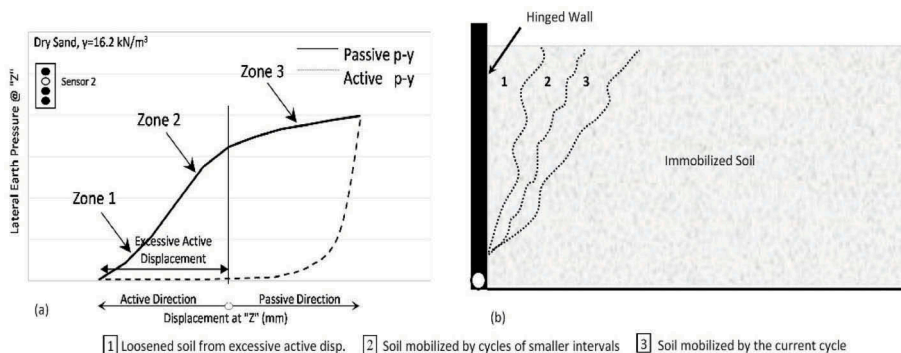 Dry Sand, γ=16.2 kN/m³
Sensor 2
Passive p-y
Active p-y
Zone 3
Zone 2
Zone 1
Excessive Active
Displacement
Lateral Earth Pressure @ "Z"
Active Direction
Passive Direction
Displacement at "Z" (mm)
(a)
Hinged Wall
1
2
3
Immobilized Soil
(b)
1 Loosened soil from excessive active disp.
2 Soil mobilized by cycles of smaller intervals
3 Soil mobilized by the current cycle